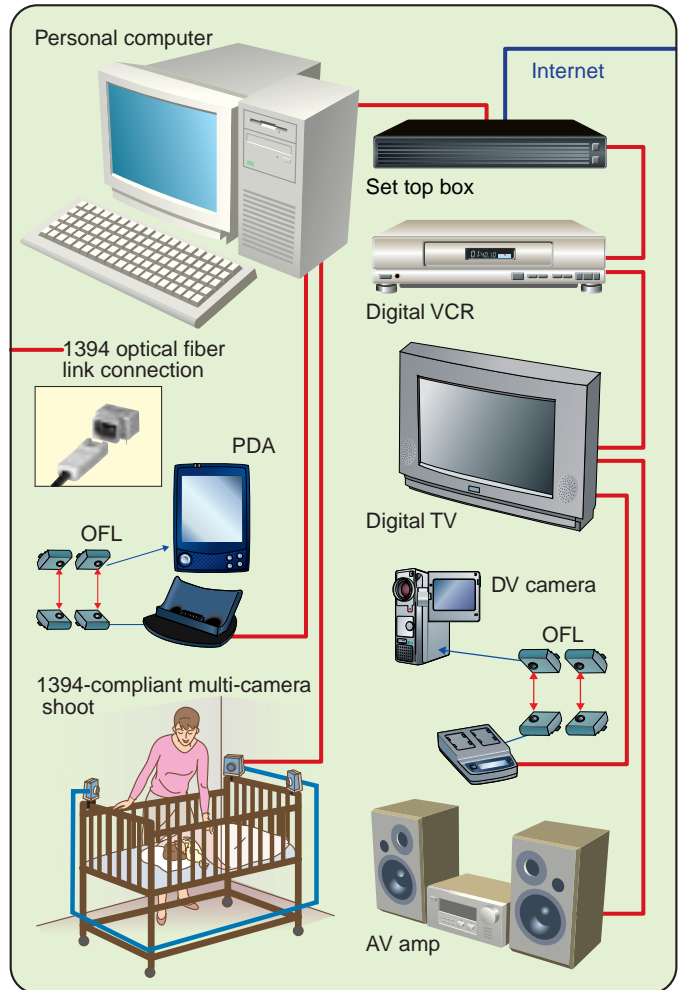 Personal computer
Internet
Set top box
Digital VCR
1394 optical fiber
link connection
PDA
OFL
Digital TV
DV camera
OFL
1394-compliant multi-camera
shoot
AV amp